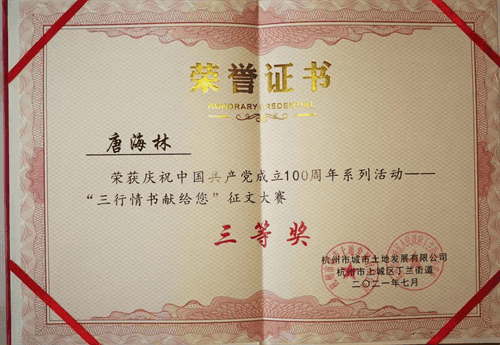 荣誉证书
HONORARY CREDENTIAL
唐海林
荣获庆祝中国共产党成立100周年系列活动——
“三行情书献给您”征文大赛
三等奖
杭州市城市土地发展有限公司
杭州市上城区丁兰街道
二〇二一年七月